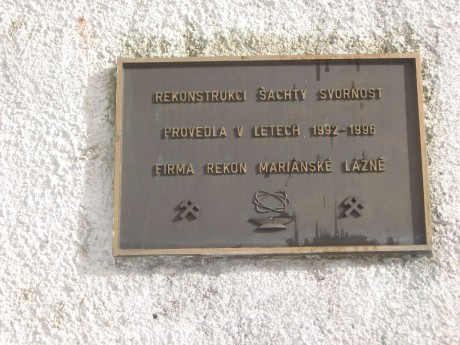 REKONSTRUKCI ŠACHTY SVORNOST
PROVEDLA V LETECH 1992-1996
FIRMA REKON MARIÁNSKÉ LÁZNĚ